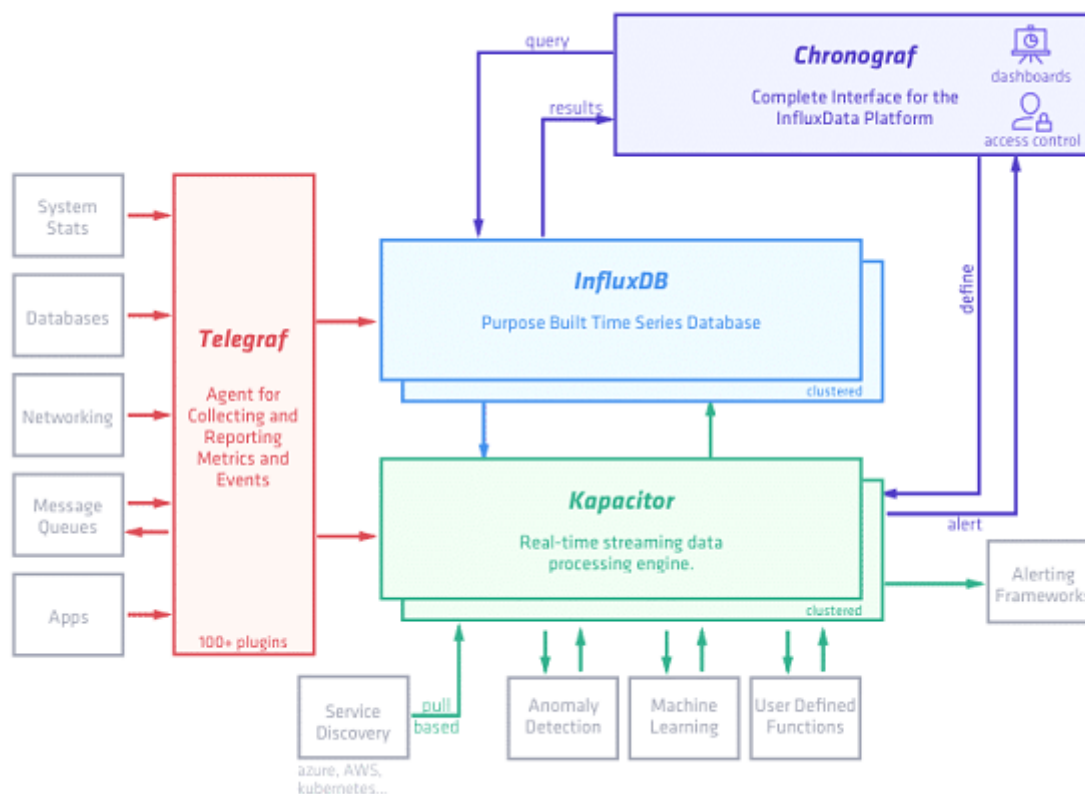 query
Chronograf
dashboards
Complete Interface for the
InfluxData Platform
results
access control
System
Stats
Databases
Networking
Message
Queues
Apps
Telegraf
Agent for
Collecting and
Reporting
Metrics and
Events
100+ plugins
InfluxDB
Purpose Built Time Series Database
clustered
define
Kapacitor
Real-time streaming data
processing engine.
clustered
alert
Alerting
Frameworks
Service
Discovery
azure, AWS,
kubernetes...
pull
based
Anomaly
Detection
Machine
Learning
User Defined
Functions